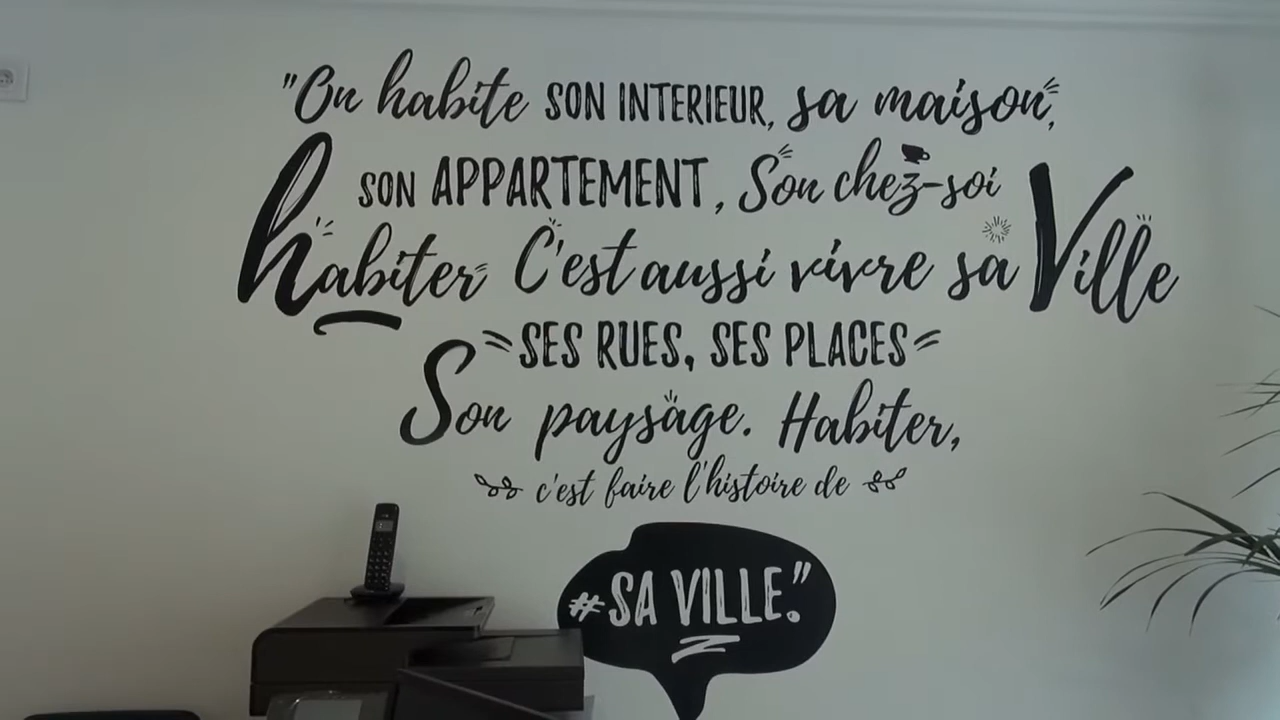 "On habite SON INTERIEUR, sa maison,
SON APPARTEMENT, Son chez-soi
habiter C'est aussi vivre sa Ville
SES RUES, SES PLACES
Son paysage. Habiter,
c'est faire l'histoire de
#SA VILLE."